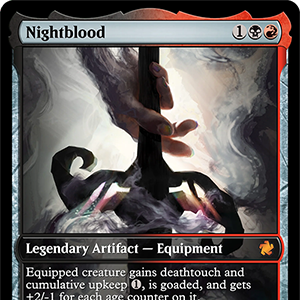 Nightblood 1
Legendary Artifact — Equipment
Equipped creature gains deathtouch and
cumulative upkeep 1, is goaded, and gets
+2/-1 for each age counter on it.